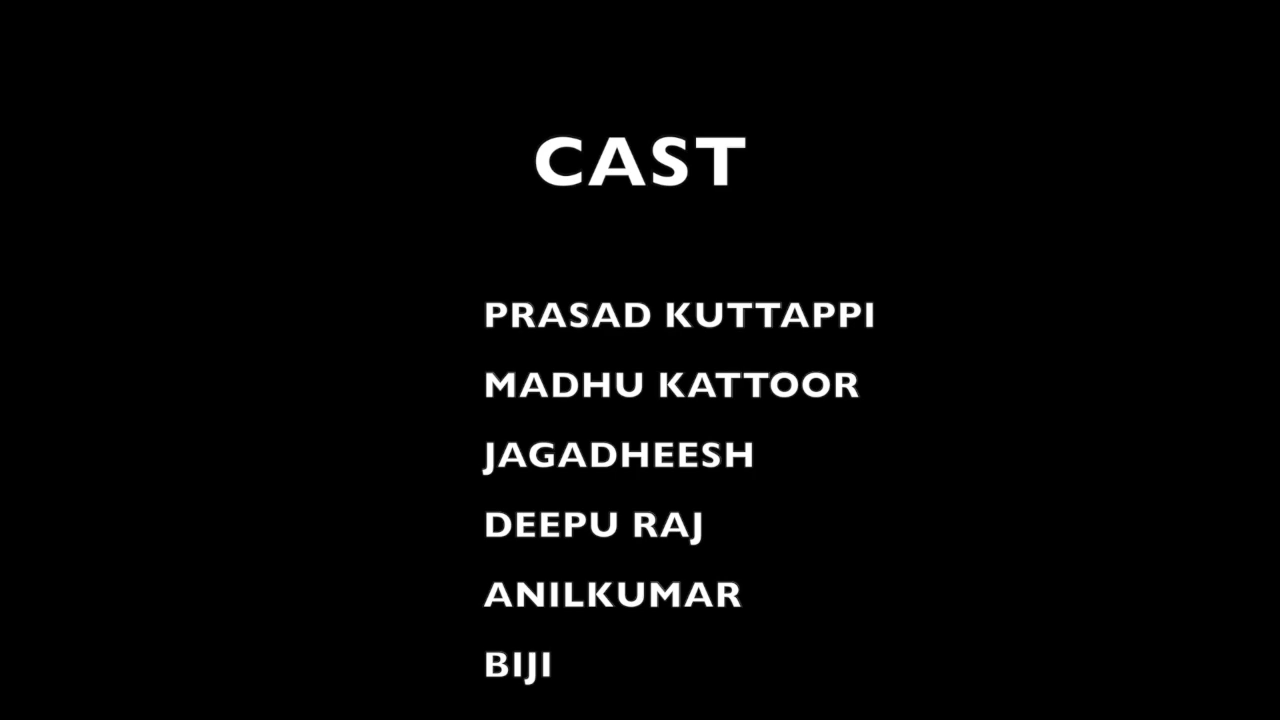 CAST
PRASAD KUTTAPPI
MADHU KATTOOR
JAGADHEESH
DEEPU RAJ
ANILKUMAR
BIJI